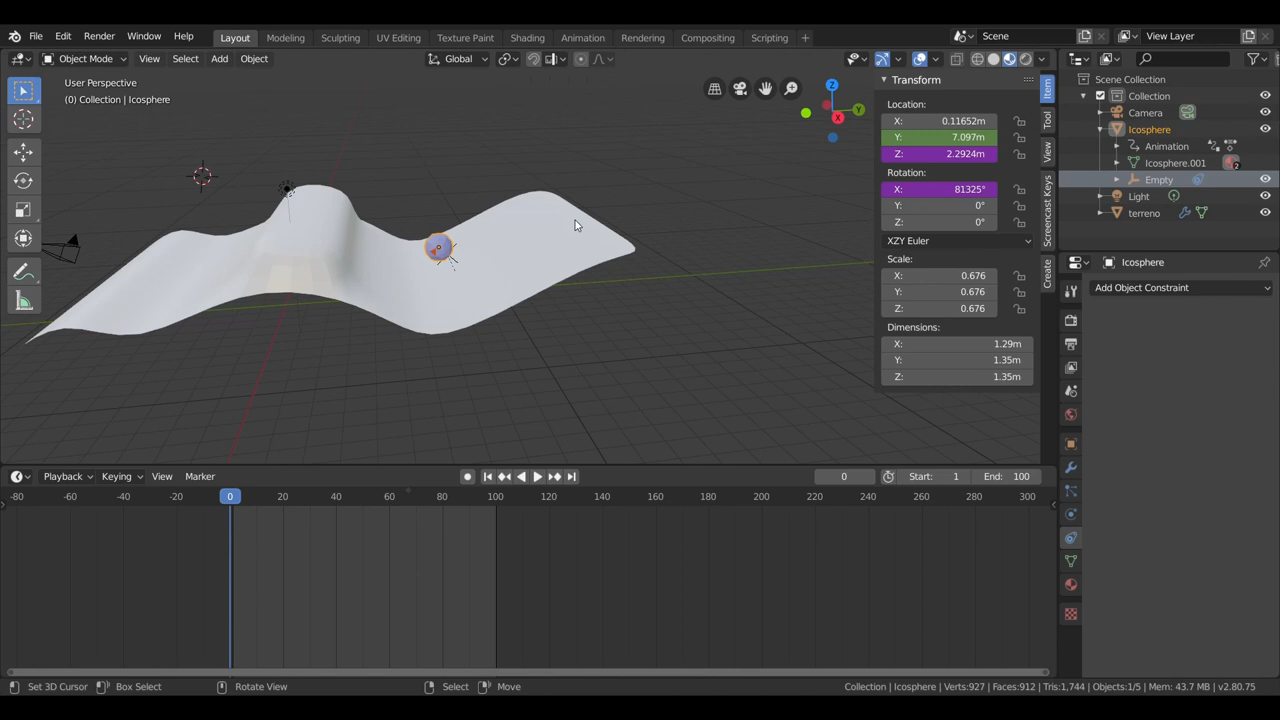 File Edit Render Window Help Layout Modeling Sculpting UV Editing Texture Paint Shading Animation Rendering Compositing Scripting + Scene View Layer
Object Mode View Select Add Object Global
User Perspective
(0) Collection | Icosphere
X
Y
Z
Transform
Location:
X: 0.11652m
Y: 7.097m
Z: 2.2924m
Rotation:
X: 81325°
Y: 0°
Z: 0°
XZY Euler
Scale:
X: 0.676
Y: 0.676
Z: 0.676
Dimensions:
X: 1.29m
Y: 1.35m
Z: 1.35m
Item
Tool
View
Screencast Keys
Create
Scene Collection
Collection
Camera
Icosphere
Animation
Icosphere.001 2
Empty
Light
terreno
Icosphere
Add Object Constraint
Playback Keying View Marker 0 Start: 1 End: 100
-80 -60 -40 -20 0 20 40 60 80 100 120 140 160 180 200 220 240 260 280 300
Set 3D Cursor Box Select Rotate View Select Move Collection | Icosphere | Verts:927 | Faces:912 | Tris:1,744 | Objects:1/5 | Mem: 43.7 MB | v2.80.75